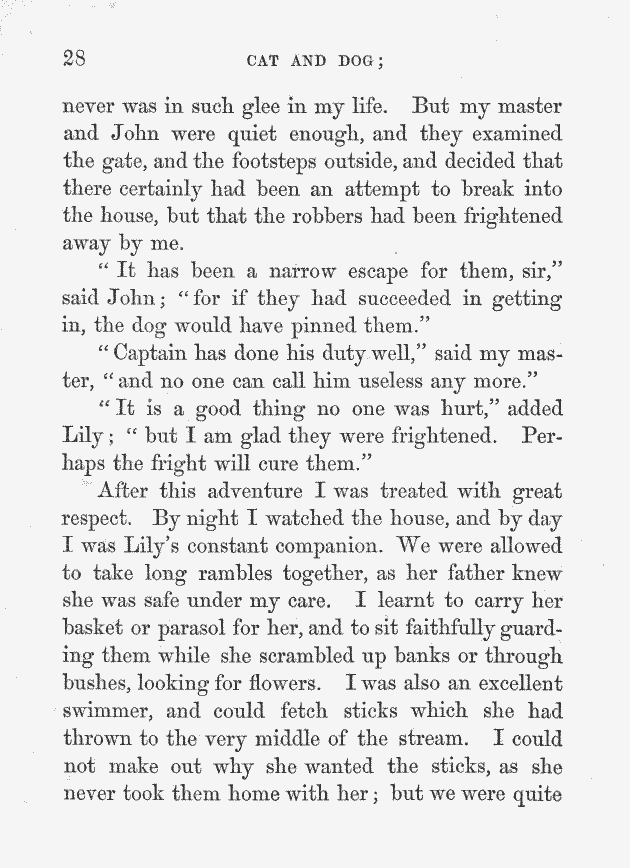 28 CAT AND DOG;
never was in such glee in my life. But my master
and John were quiet enough, and they examined
the gate, and the footsteps outside, and decided that
there certainly had been an attempt to break into
the house, but that the robbers had been frightened
away by me.
“ It has been a narrow escape for them, sir,”
said John; “ for if they had succeeded in getting
in, the dog would have pinned them.”
“ Captain has done his duty well,” said my mas-
ter, “ and no one can call him useless any more.”
“ It is a good thing no one was hurt,” added
Lily; “ but I am glad they were frightened. Per-
haps the fright will cure them.”
After this adventure I was treated with great
respect. By night I watched the house, and by day
I was Lily’s constant companion. We were allowed
to take long rambles together, as her father knew
she was safe under my care. I learnt to carry her
basket or parasol for her, and to sit faithfully guard-
ing them while she scrambled up banks or through
bushes, looking for flowers. I was also an excellent
swimmer, and could fetch sticks which she had
thrown to the very middle of the stream. I could
not make out why she wanted the sticks, as she
never took them home with her; but we were quite